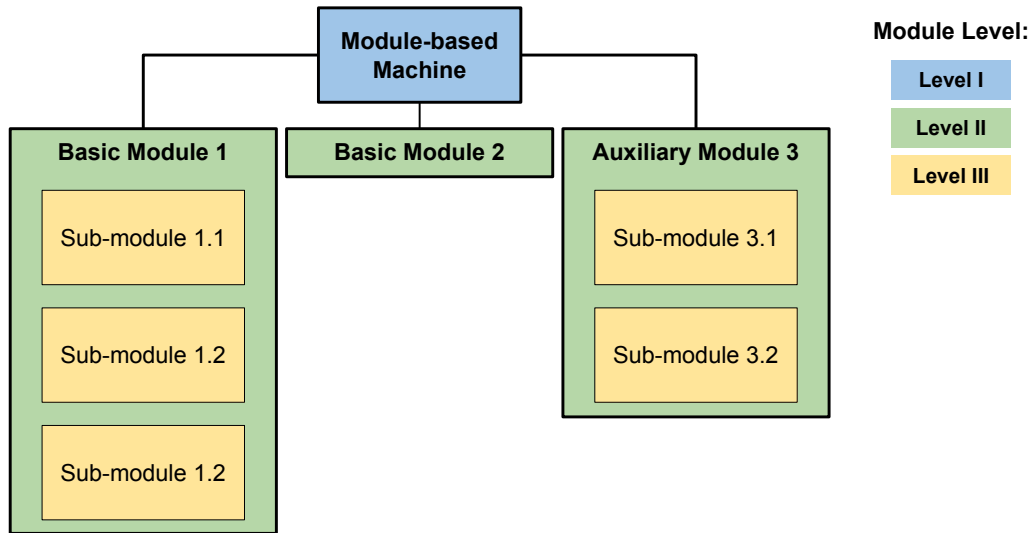 Module-based
Machine
Module Level:
Level I
Level II
Level III
Basic Module 1
Basic Module 2
Auxiliary Module 3
Sub-module 1.1
Sub-module 1.2
Sub-module 1.2
Sub-module 3.1
Sub-module 3.2